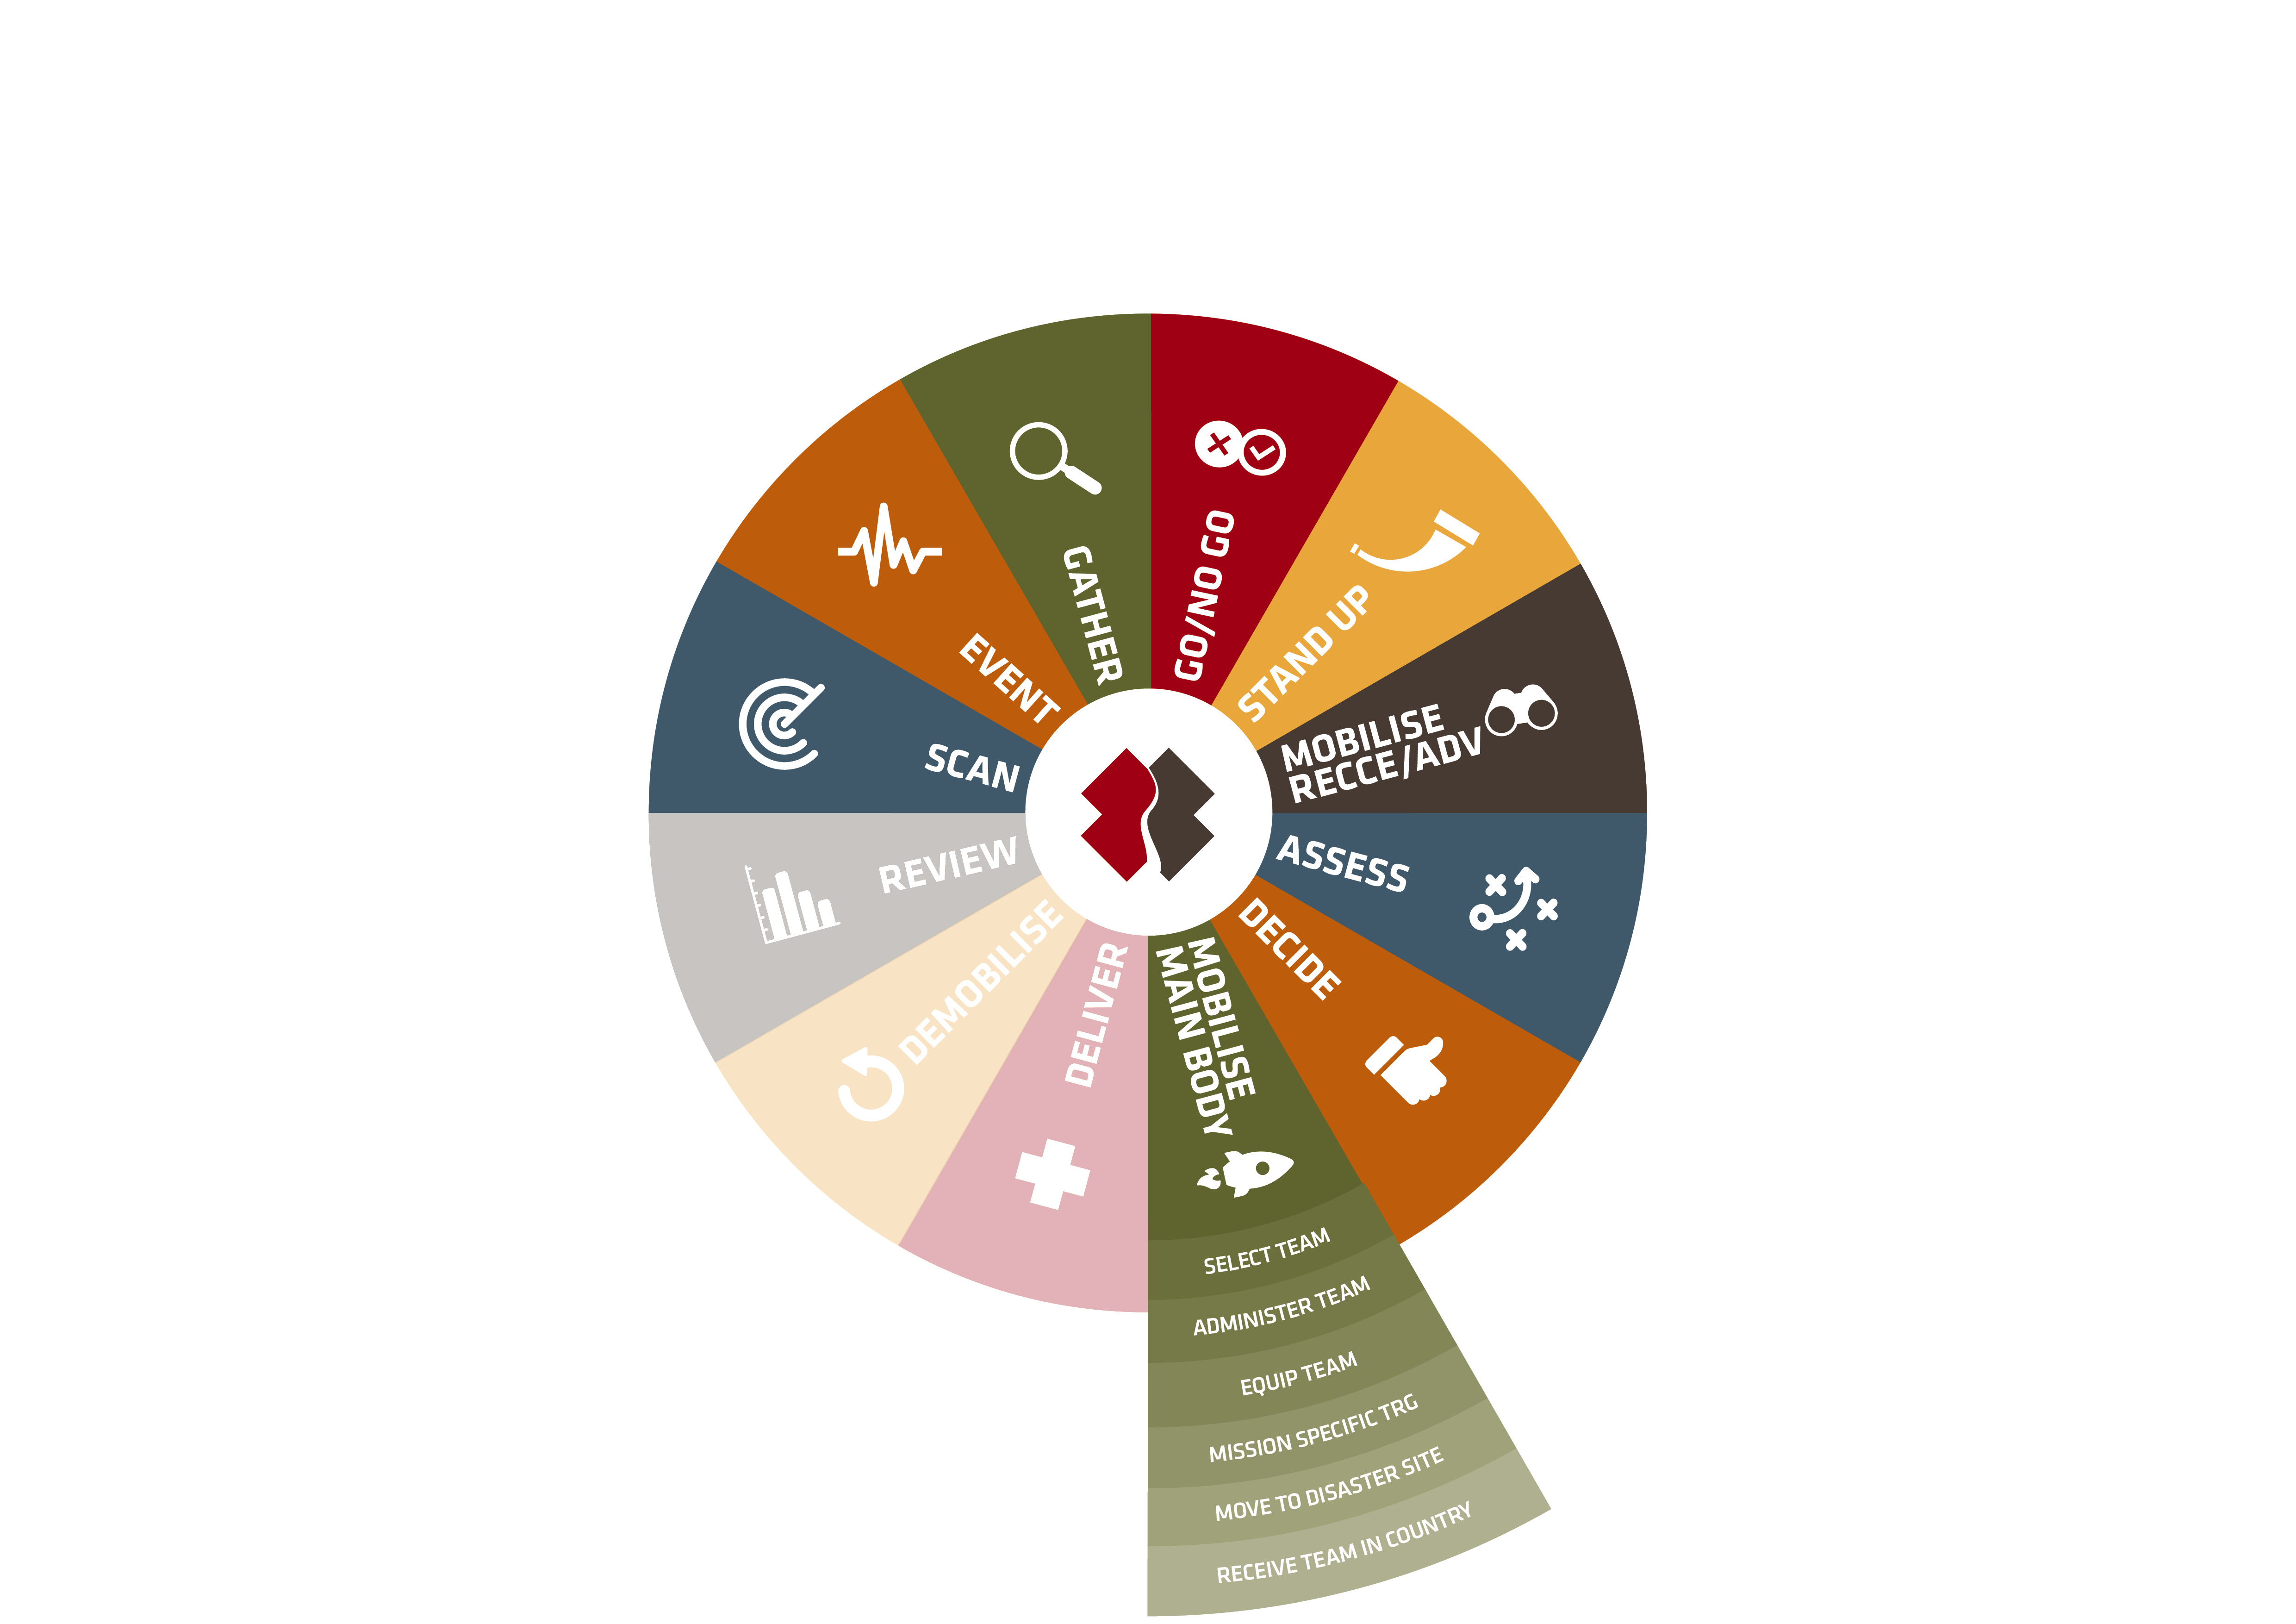 SCAN
EVENT
GATHER
GO/NO GO
STAND UP
MOBILISE
RECCE/ADV
ASSESS
DECIDE
MOBILISE
MAIN BODY
SELECT TEAM
ADMINISTER TEAM
EQUIP TEAM
MISSION SPECIFIC TRG
MOVE TO DISASTER SITE
RECEIVE TEAM IN COUNTRY
DELIVER
DEMOBILISE
REVIEW